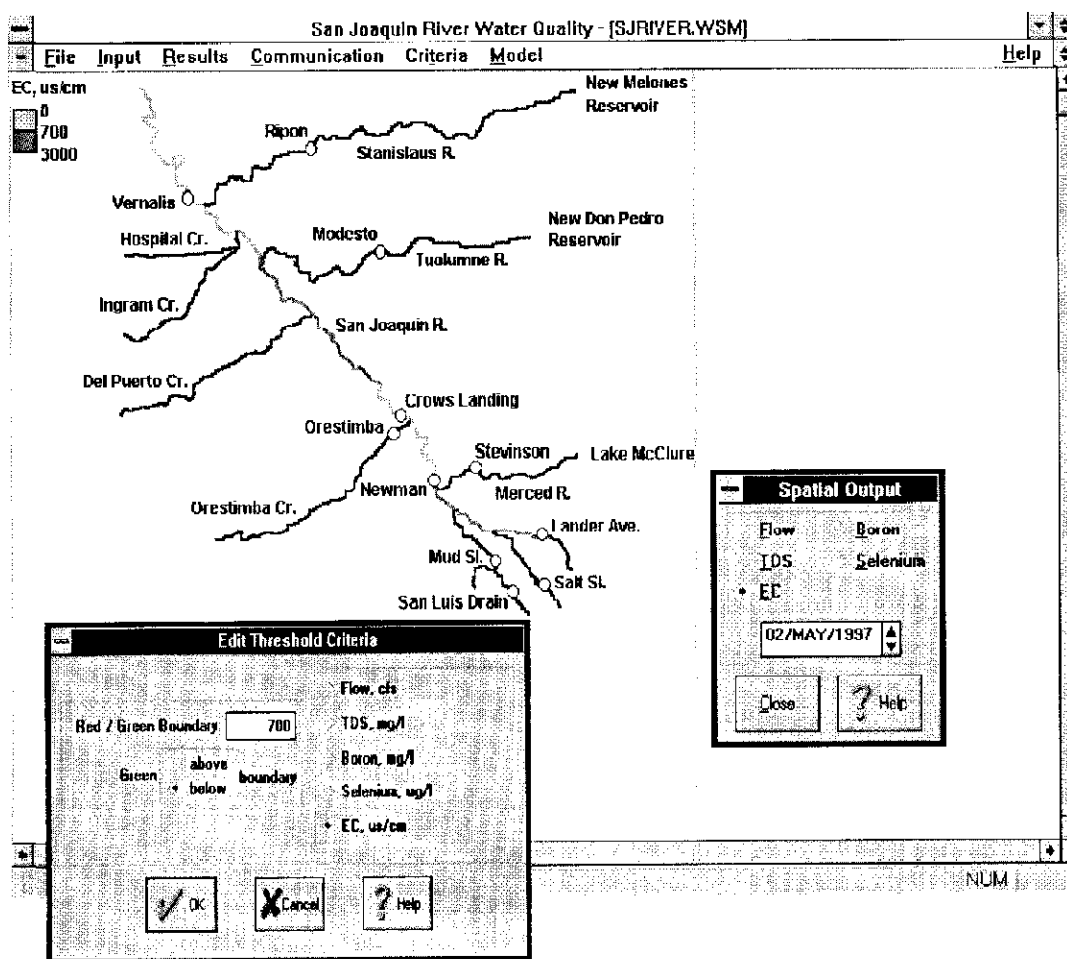 San Joaquin River Water Quality - [SJRIVER.WSM]
File Input Results Communication Criteria Model Help
EC, us/cm
0
700
3000
New Melones
Reservoir
Ripon
Stanislaus R.
Vernalis
Hospital Cr.
Modesto
New Don Pedro
Reservoir
Tuolumne R.
Ingram Cr.
San Joaquin R.
Del Puerto Cr.
Crows Landing
Orestimba
Stevinson
Lake McClure
Newman
Merced R.
Orestimba Cr.
Lander Ave.
Mud Sl.
Salt Sl.
San Luis Drain
Spatial Output
Flow Boron
TDS Selenium
EC
02/MAY/1997
Close Help
Edit Threshold Criteria
Red / Green Boundary 700
Green above below boundary
Flow, cfs
TDS, mg/l
Boron, mg/l
Selenium, ug/l
EC, us/cm
OK Cancel Help
NUM